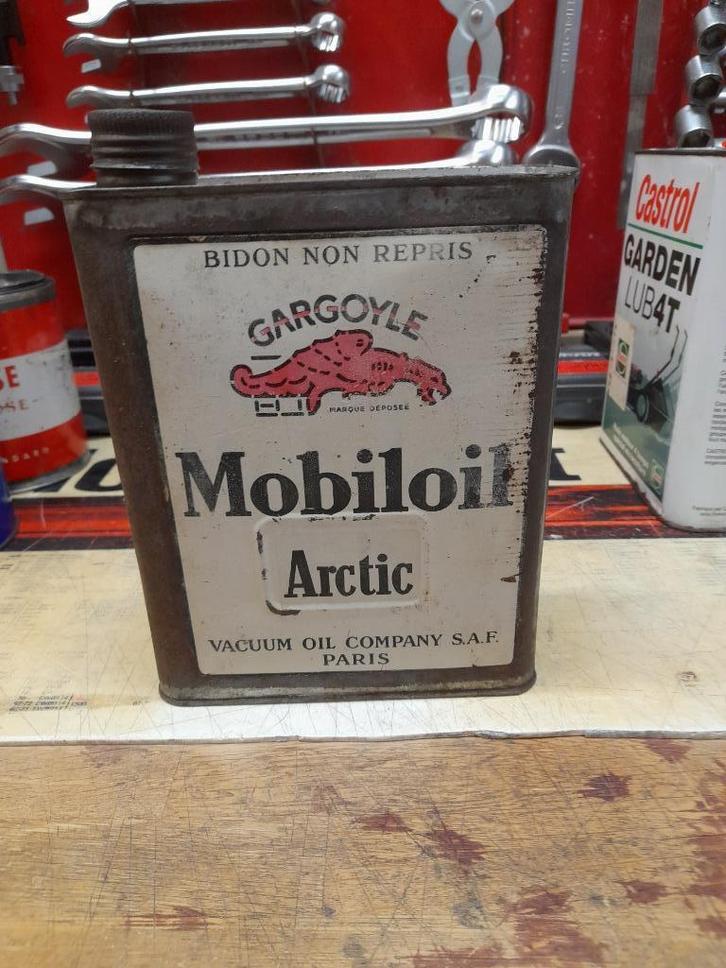 BIDON NON REPRIS
GARGOYLE
MARQUE DÉPOSÉE
Mobiloil
Arctic
VACUUM OIL COMPANY S.A.F.
PARIS
Castrol
GARDEN
LUB4T